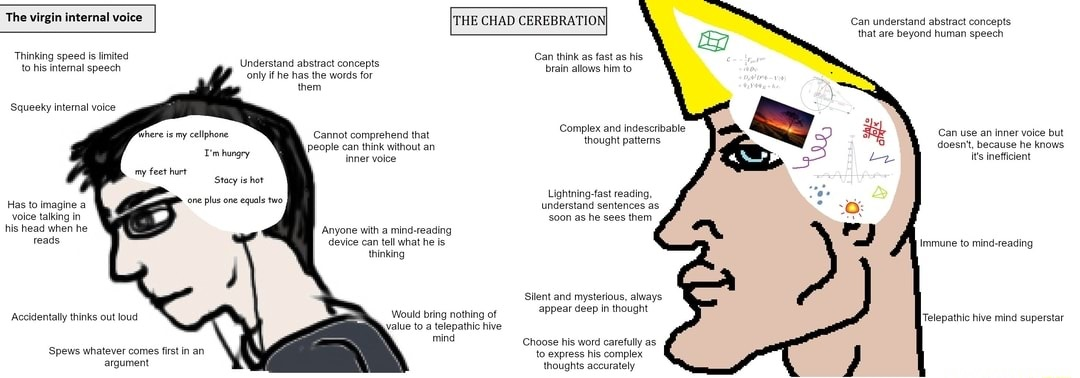 The virgin internal voice
Thinking speed is limited
to his internal speech
Understand abstract concepts
only if he has the words for
them
Squeeky internal voice
where is my cellphone
I'm hungry
my feet hurt
Stacy is hot
one plus one equals two
Cannot comprehend that
people can think without an
inner voice
Has to imagine a
voice talking in
his head when he
reads
Anyone with a mind-reading
device can tell what he is
thinking
Accidentally thinks out loud
Would bring nothing of
value to a telepathic hive
mind
Spews whatever comes first in an
argument
THE CHAD CEREBRATION
Can understand abstract concepts
that are beyond human speech
Can think as fast as his
brain allows him to
Complex and indescribable
thought patterns
Can use an inner voice but
doesn't, because he knows
it's inefficient
Lightning-fast reading,
understand sentences as
soon as he sees them
Immune to mind-reading
Silent and mysterious, always
appear deep in thought
Telepathic hive mind superstar
Choose his word carefully as
to express his complex
thoughts accurately